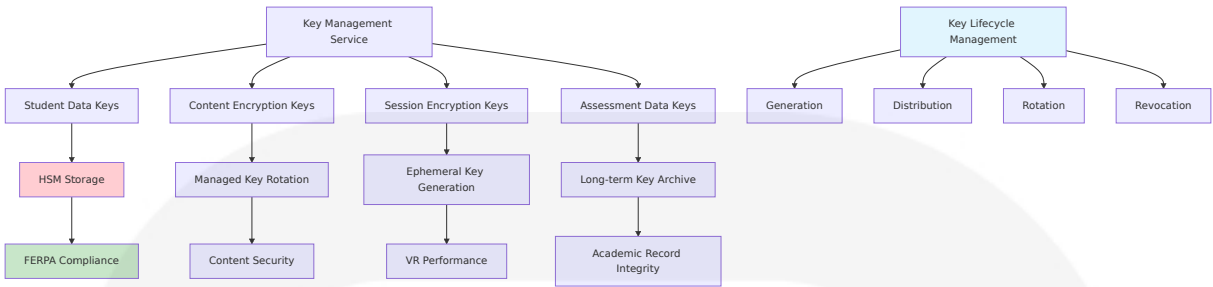 Key Management
Service
Key Lifecycle
Management
Student Data Keys
Content Encryption Keys
Session Encryption Keys
Assessment Data Keys
Generation
Distribution
Rotation
Revocation
HSM Storage
Managed Key Rotation
Ephemeral Key
Generation
Long-term Key Archive
FERPA Compliance
Content Security
VR Performance
Academic Record
Integrity